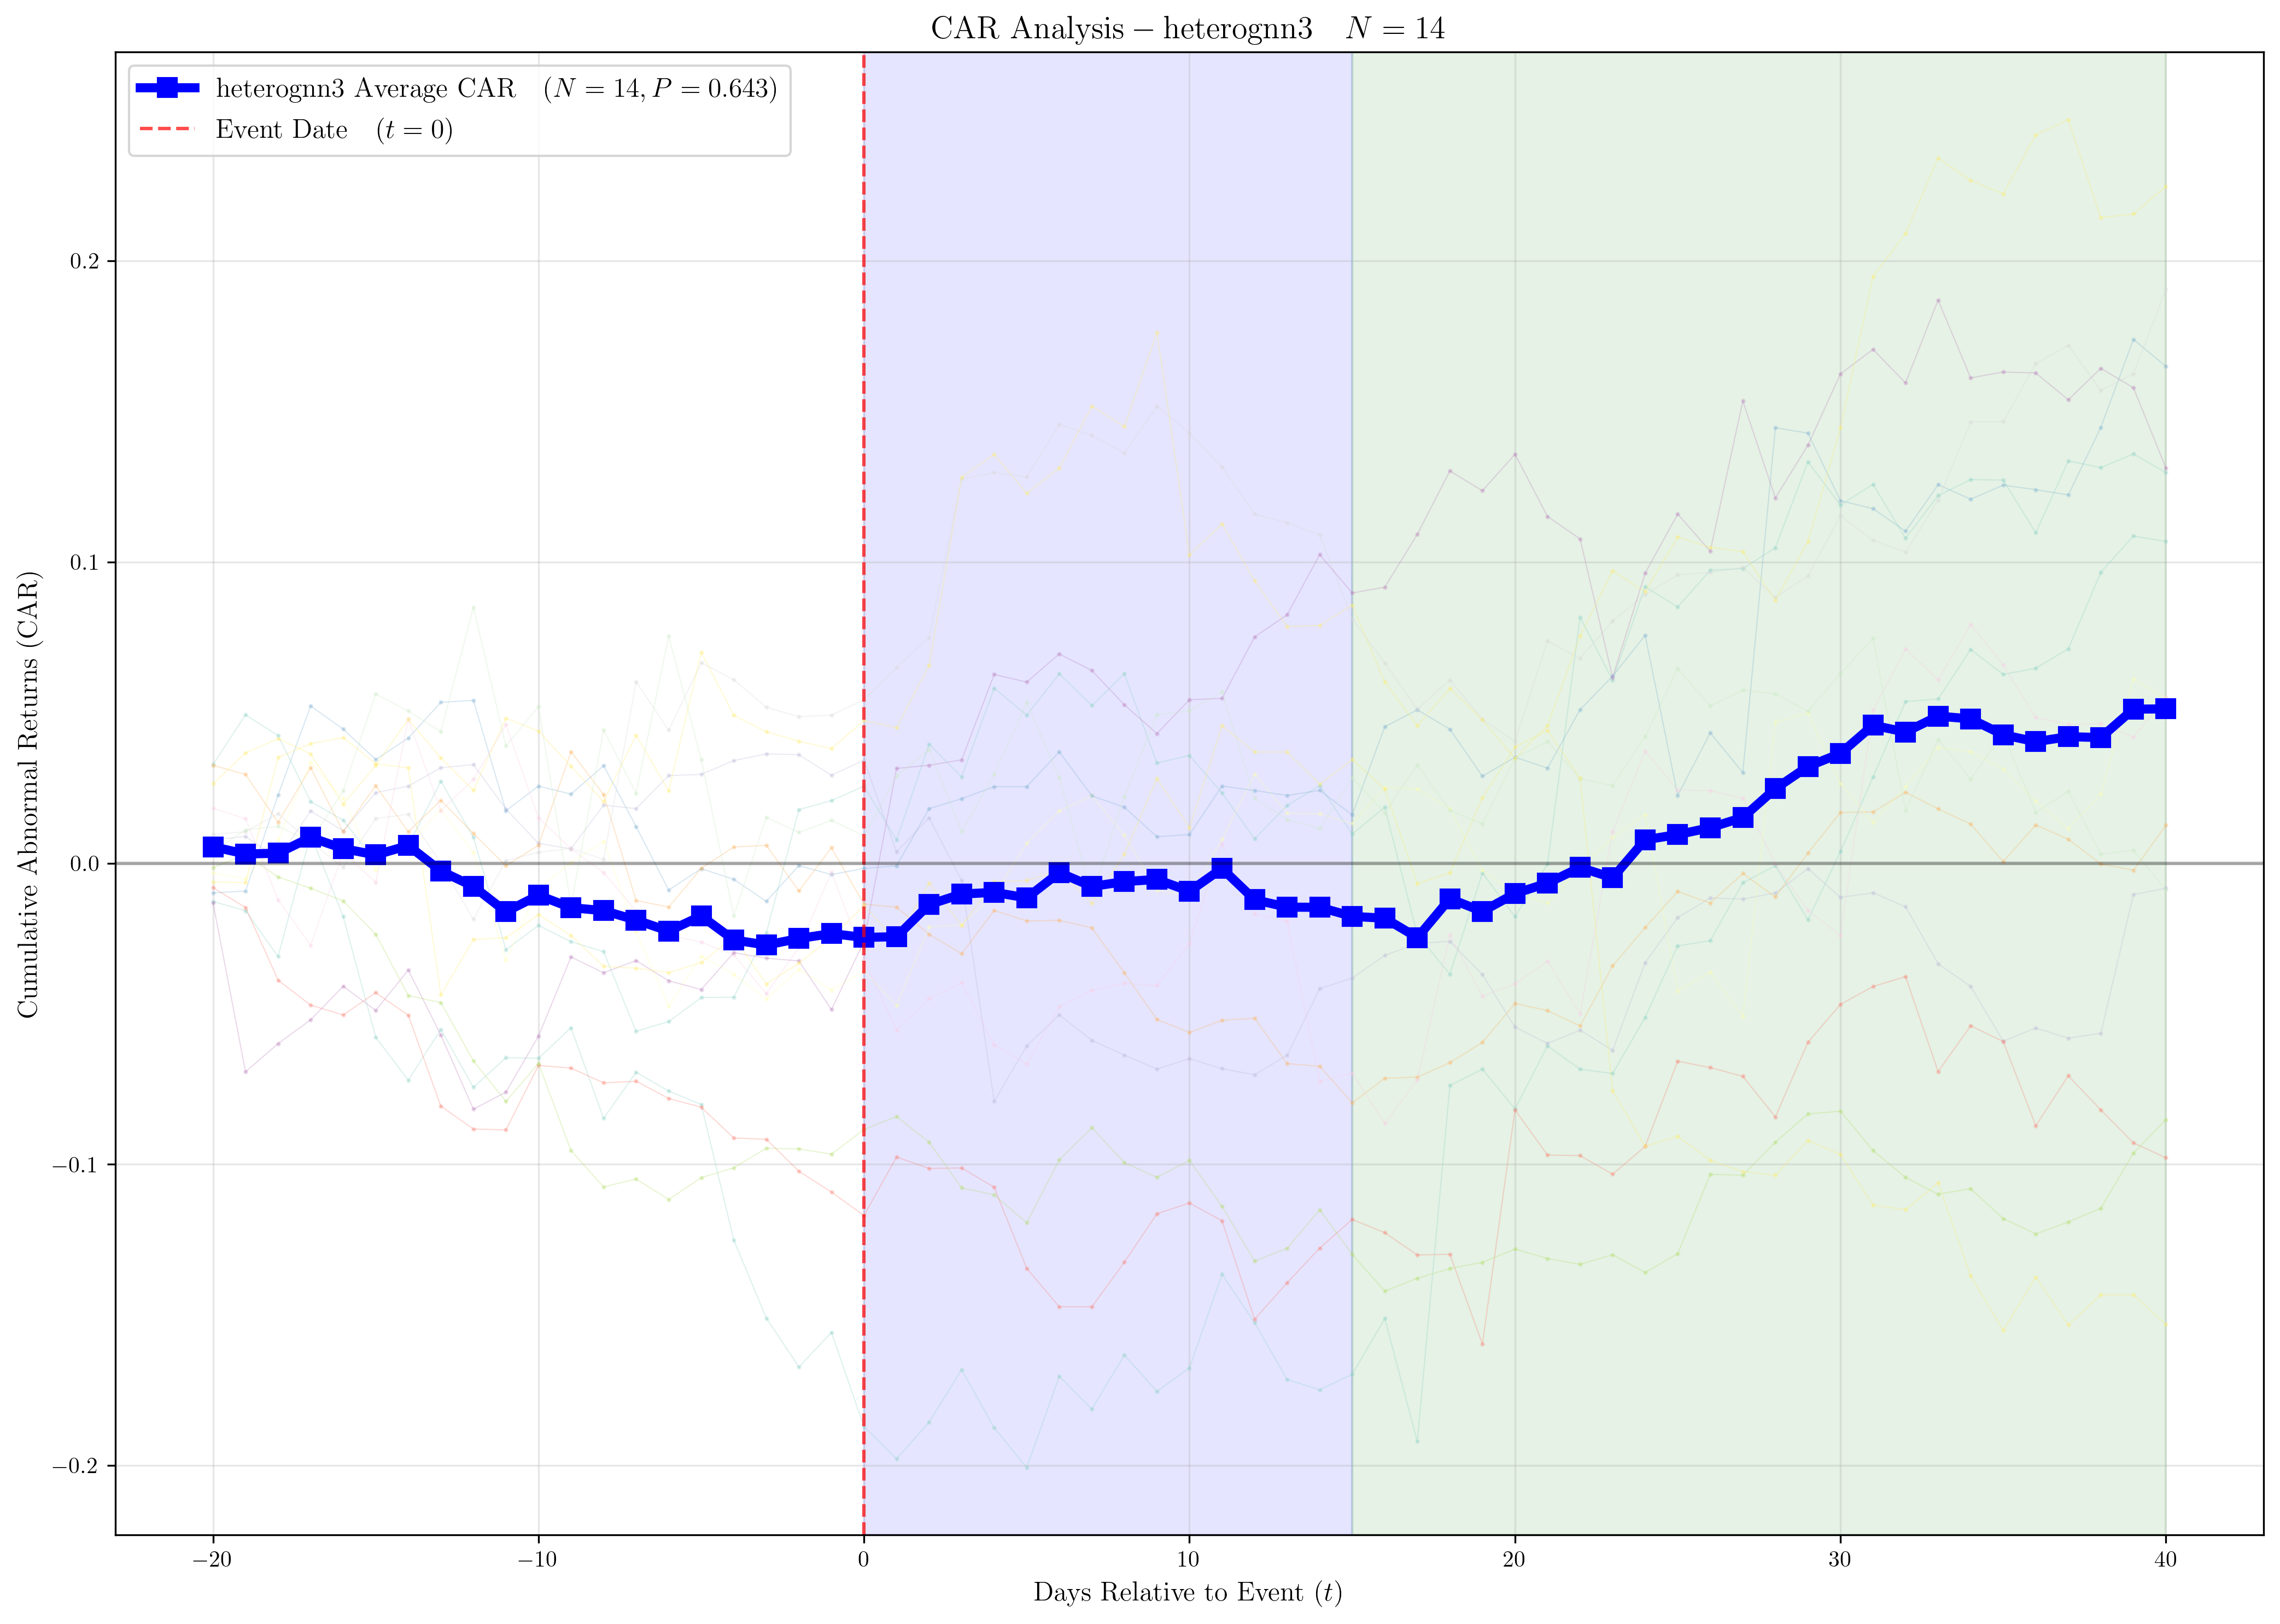 CAR Analysis – heterognn3 N = 14
heterognn3 Average CAR (N = 14, P = 0.643)
Event Date (t = 0)
Cumulative Abnormal Returns (CAR)
0.2
0.1
0.0
−0.1
−0.2
−20 −10 0 10 20 30 40
Days Relative to Event (t)